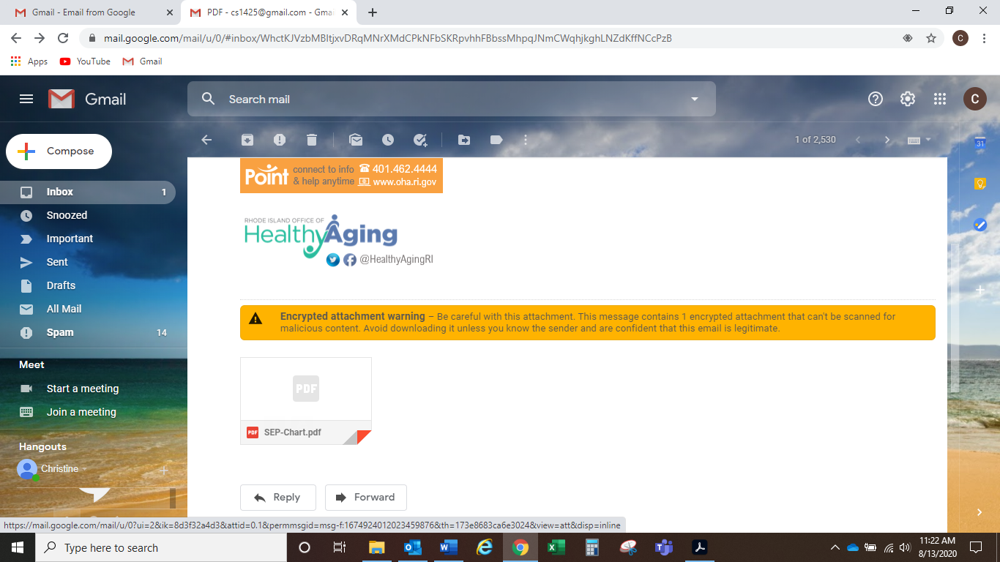 Gmail - Email from Google
PDF - cs1425@gmail.com - Gmai
mail.google.com/mail/u/0/#inbox/WhctKJVzbMBltjxvDRqMNrXMdCPkNFbSKRpvhhFBbssMhpqJNmCWqhjkghLNZdKffNCcPzB
C
Apps
YouTube
Gmail
Gmail
Search mail
C
Compose
1 of 2,530
31
Inbox 1
Snoozed
Important
Sent
Drafts
All Mail
Spam 14
Meet
Start a meeting
Join a meeting
Hangouts
Christine
Point connect to info 401.462.4444
& help anytime www.oha.ri.gov
RHODE ISLAND OFFICE OF
HealthyAging
@HealthyAgingRI
Encrypted attachment warning – Be careful with this attachment. This message contains 1 encrypted attachment that can't be scanned for
malicious content. Avoid downloading it unless you know the sender and are confident that this email is legitimate.
PDF
PDF SEP-Chart.pdf
Reply
Forward
https://mail.google.com/mail/u/0?ui=2&ik=8d3f32a4d3&attid=0.1&permmsgid=msg-f:1674924012023459876&th=173e8683ca6e3024&view=att&disp=inline
Type here to search
11:22 AM
8/13/2020